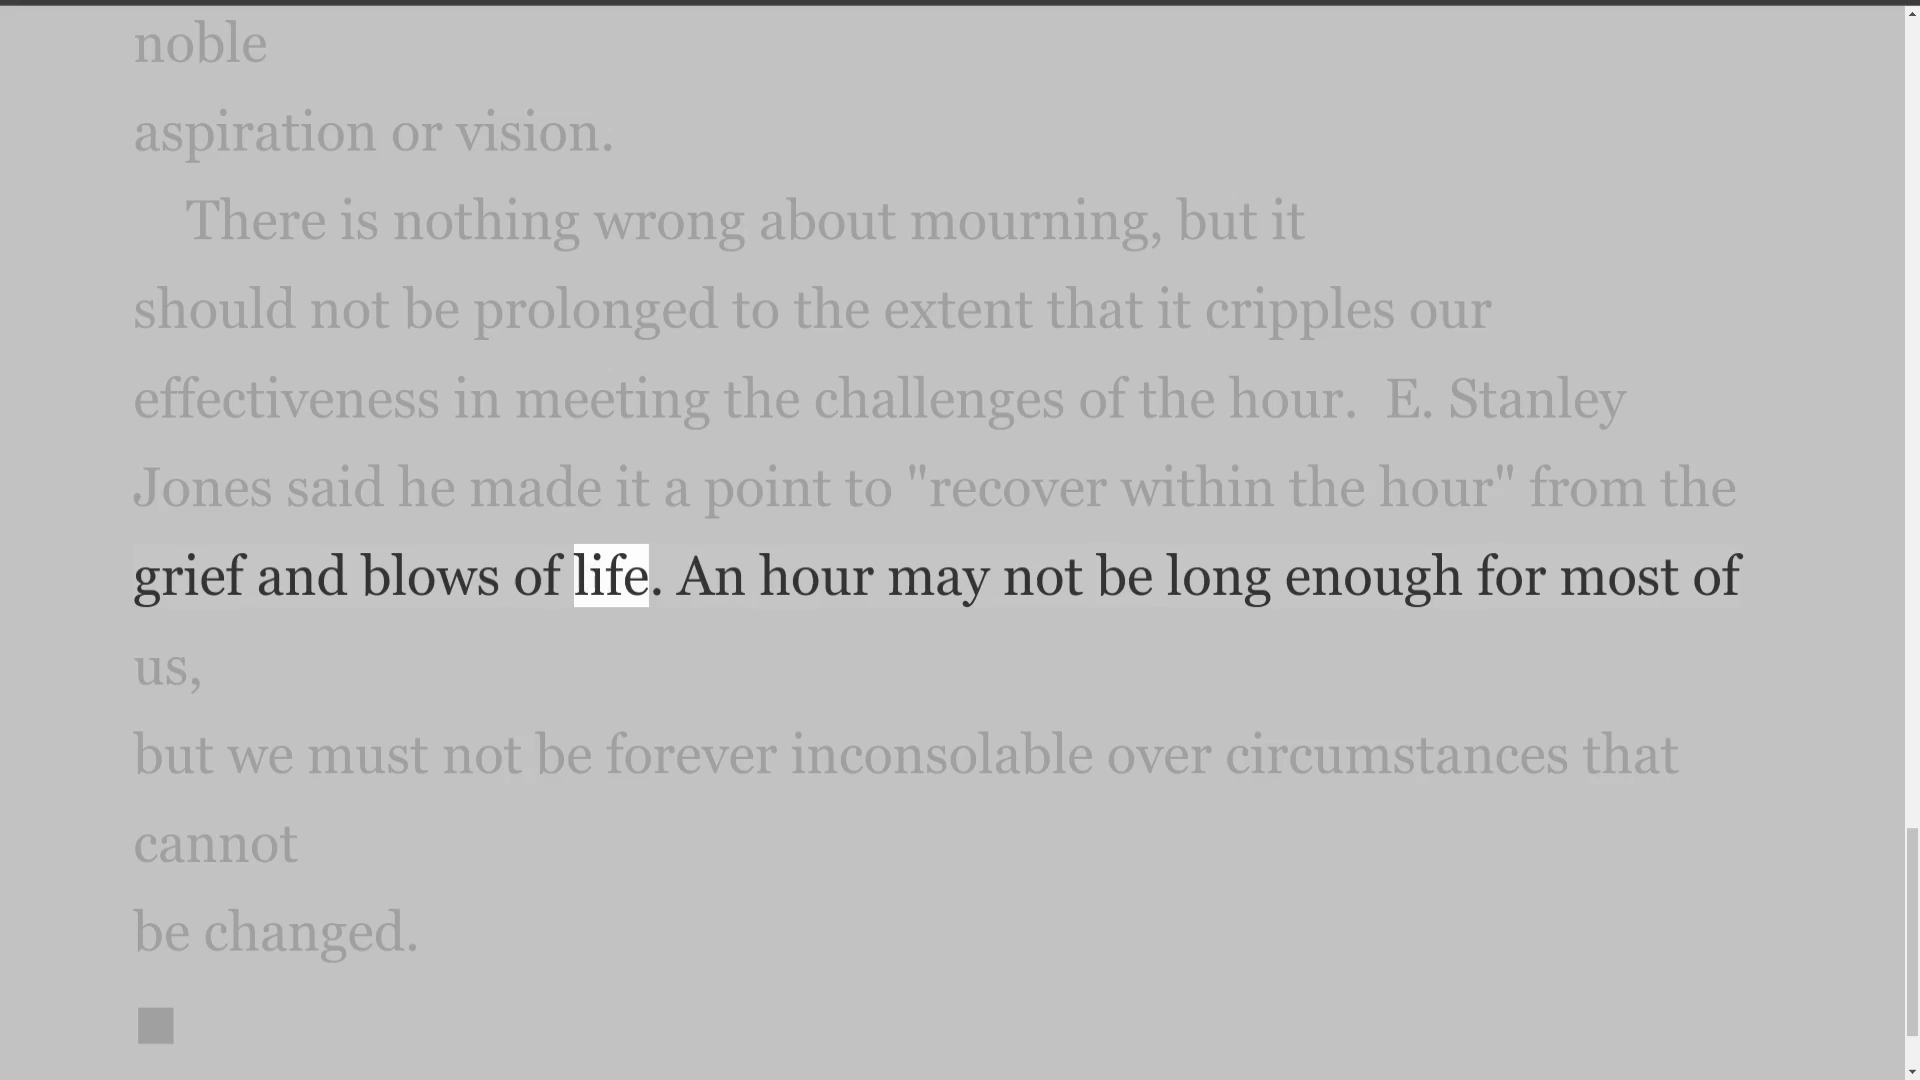 noble
aspiration or vision.
There is nothing wrong about mourning, but it
should not be prolonged to the extent that it cripples our
effectiveness in meeting the challenges of the hour.  E. Stanley
Jones said he made it a point to "recover within the hour" from the
grief and blows of life. An hour may not be long enough for most of
us,
but we must not be forever inconsolable over circumstances that
cannot
be changed.